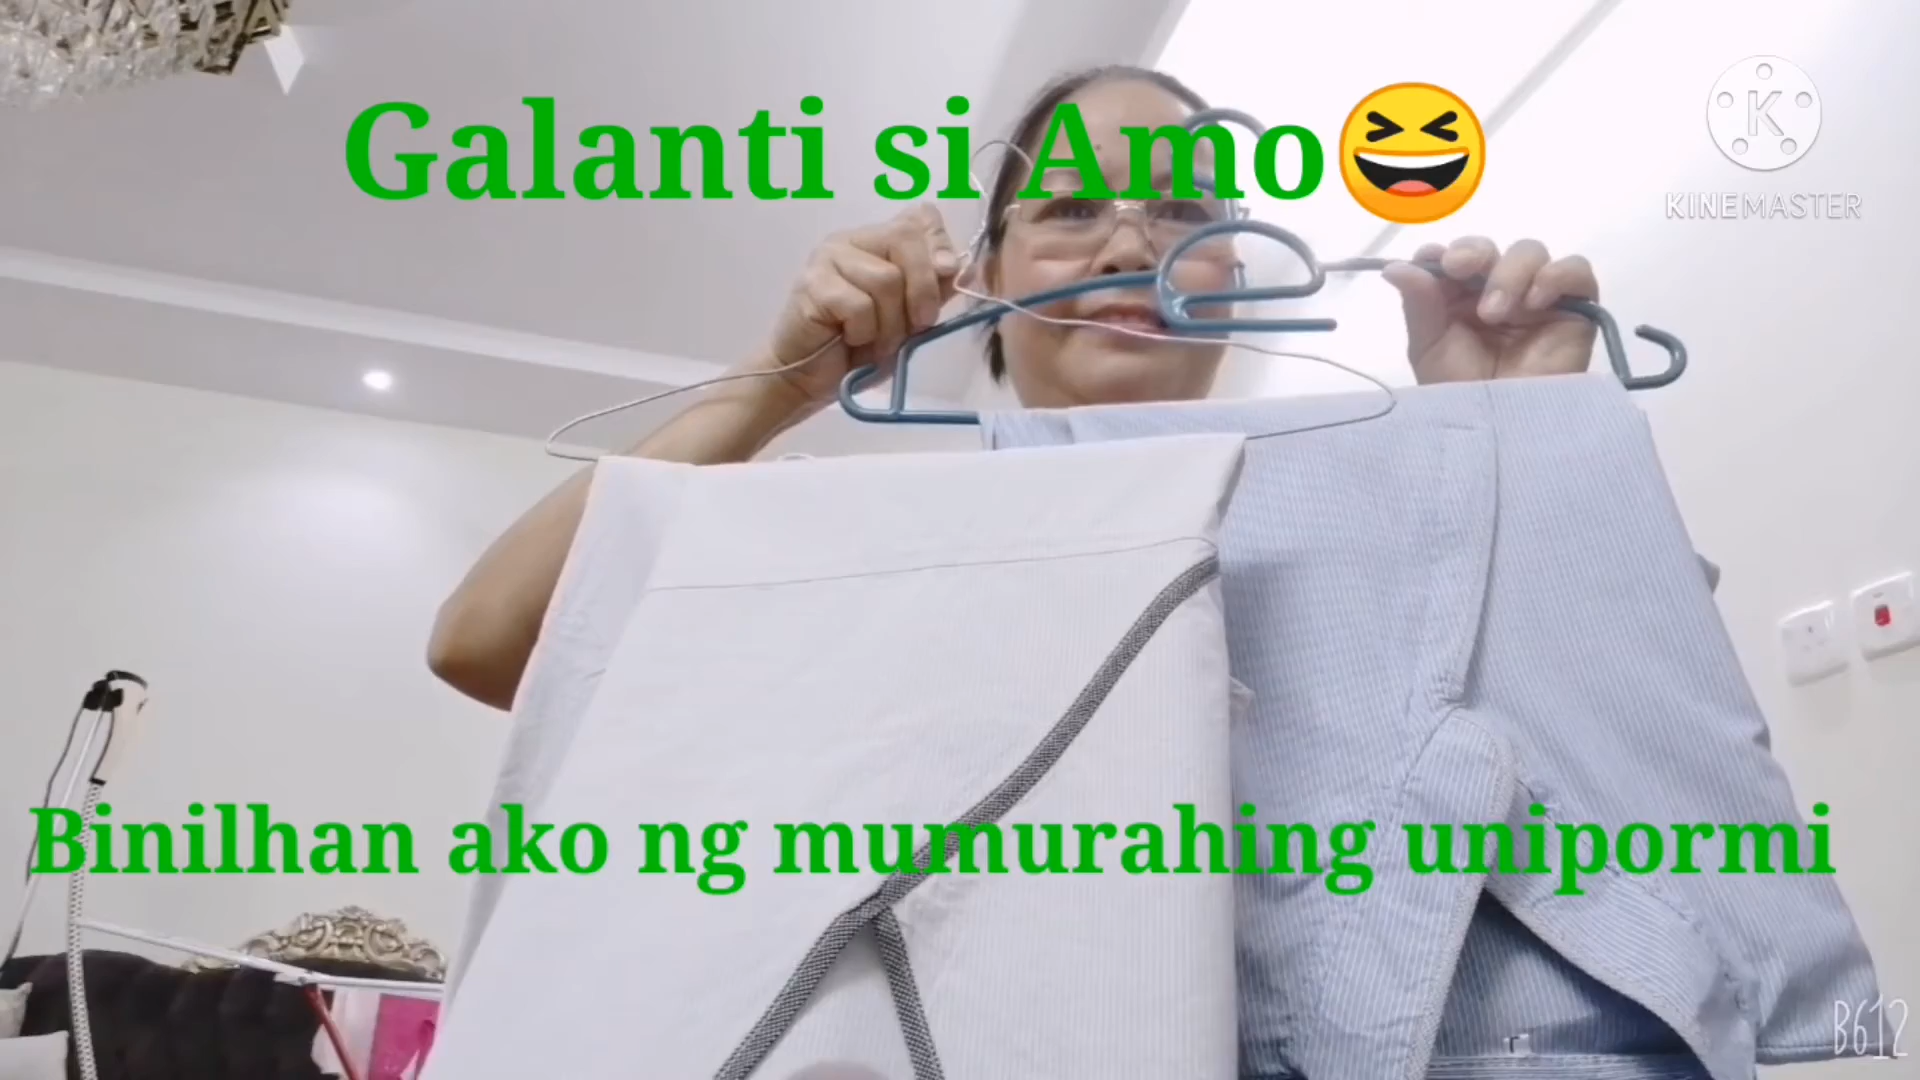 Galanti si Amo😆
K
KINEMASTER
Binilhan ako ng mumurahing unipormi
B612